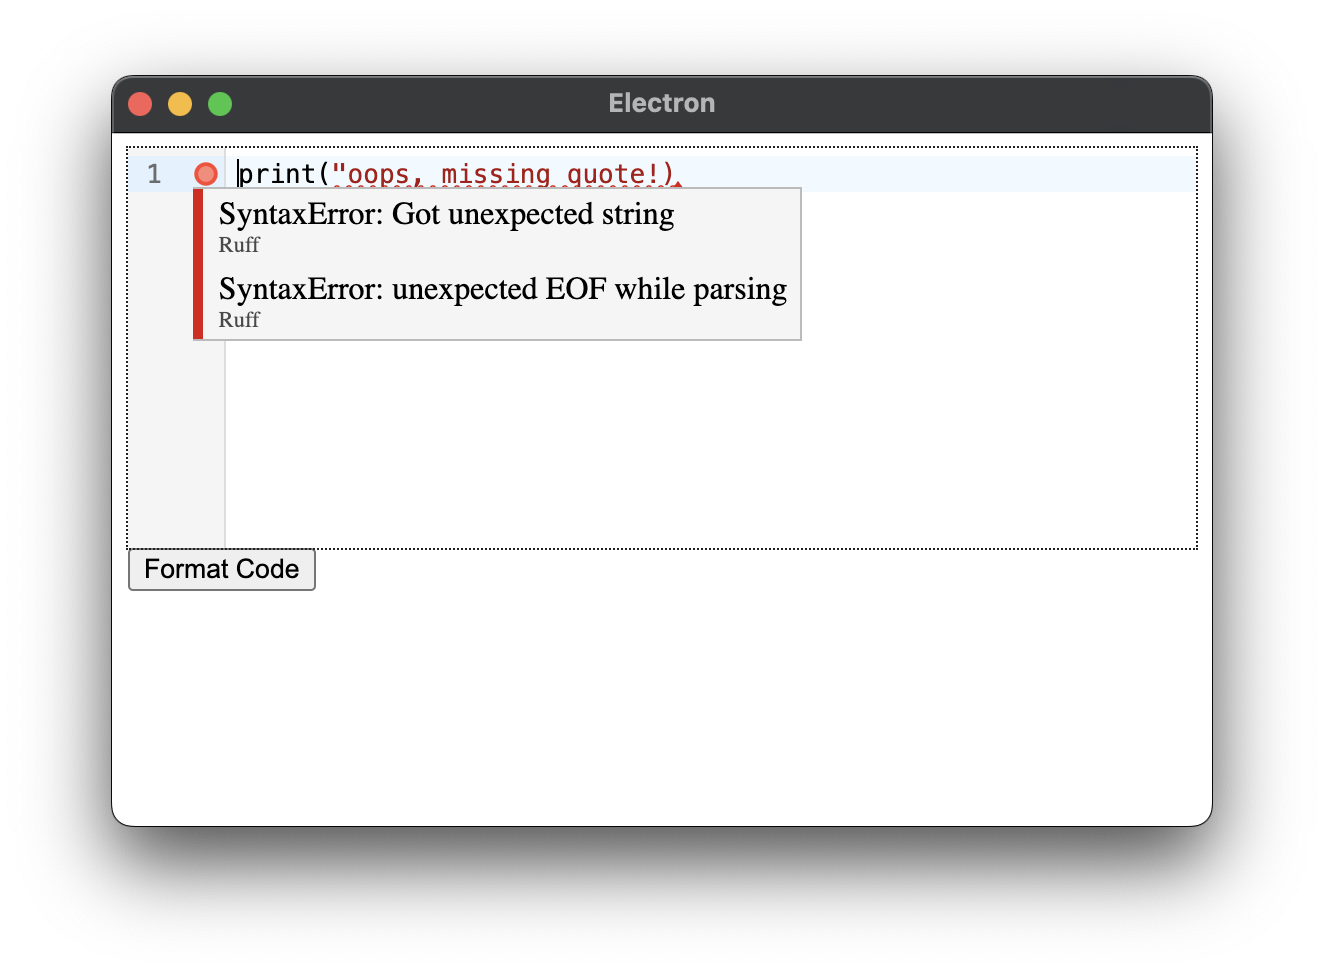 Electron
1 print("oops, missing quote!)
SyntaxError: Got unexpected string
Ruff
SyntaxError: unexpected EOF while parsing
Ruff
Format Code